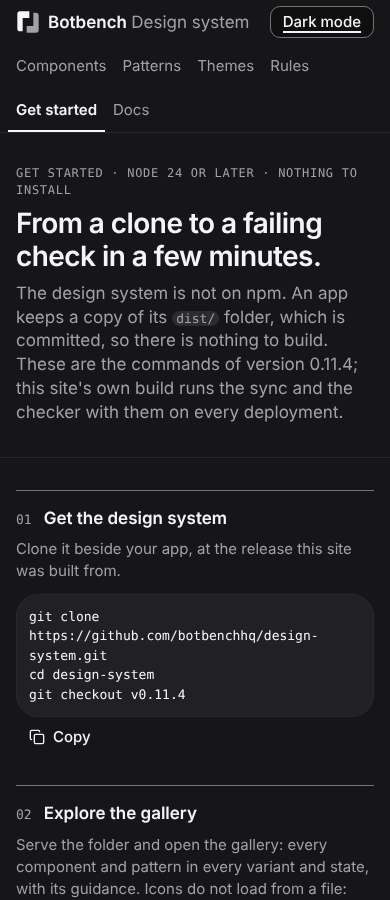 Botbench Design system
Dark mode
Components Patterns Themes Rules
Get started Docs
GET STARTED · NODE 24 OR LATER · NOTHING TO
INSTALL
From a clone to a failing
check in a few minutes.
The design system is not on npm. An app
keeps a copy of its dist/ folder, which is
committed, so there is nothing to build.
These are the commands of version 0.11.4;
this site's own build runs the sync and the
checker with them on every deployment.
01 Get the design system
Clone it beside your app, at the release this site
was built from.
git clone
https://github.com/botbenchhq/design-
system.git
cd design-system
git checkout v0.11.4
Copy
02 Explore the gallery
Serve the folder and open the gallery: every
component and pattern in every variant and state,
with its guidance. Icons do not load from a file: